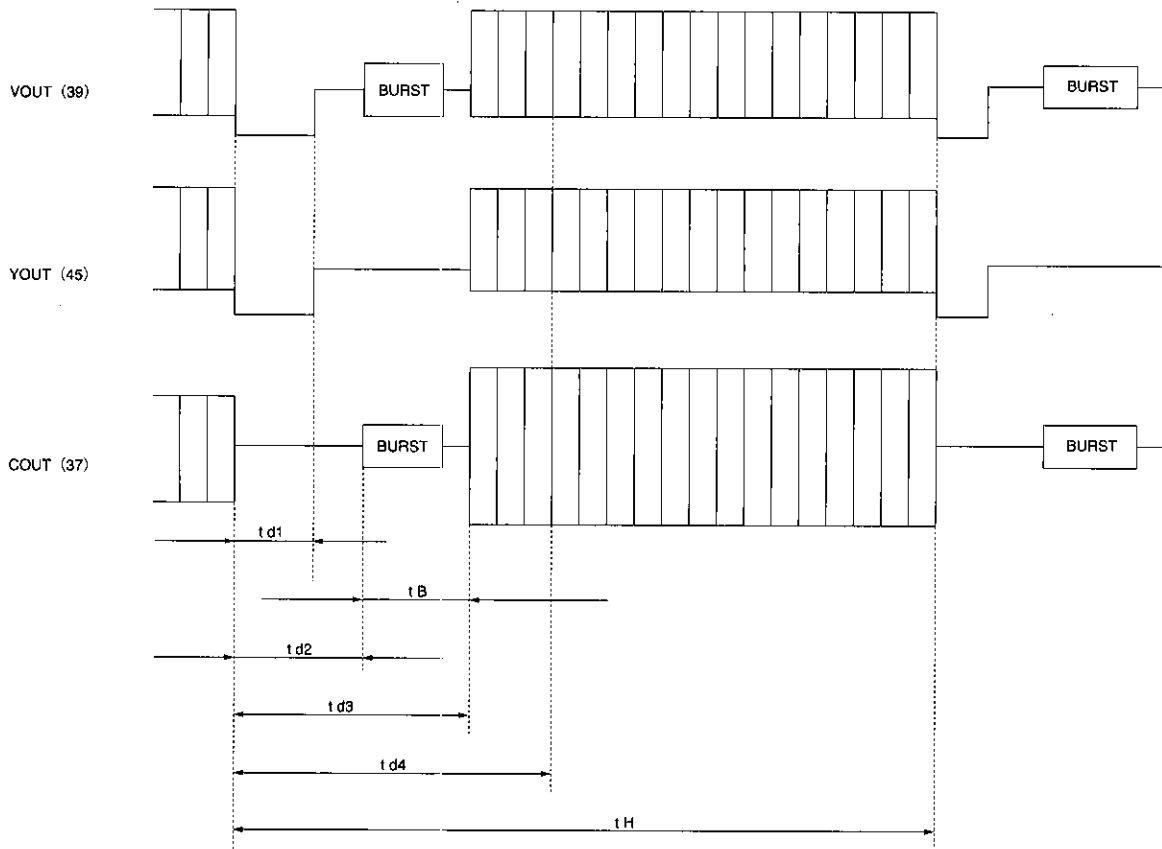 VOUT (39)
BURST
BURST
YOUT (45)
COUT (37)
BURST
BURST
t d1
t B
t d2
t d3
t d4
t H